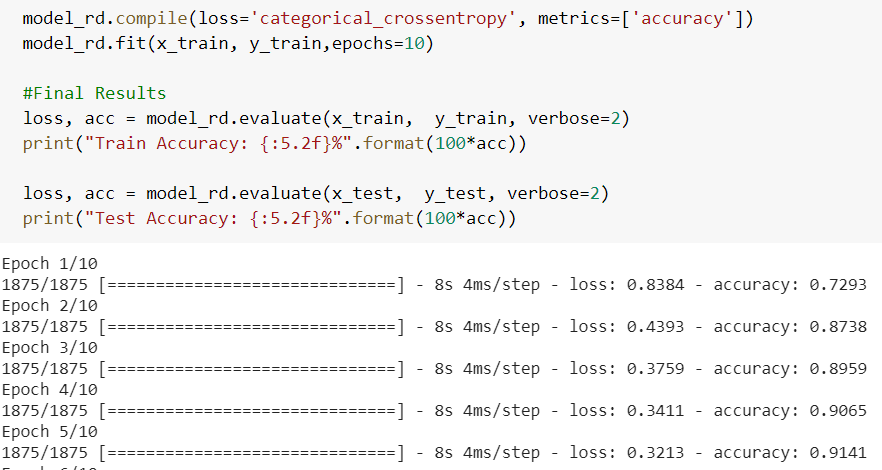 model_rd.compile(loss='categorical_crossentropy', metrics=['accuracy'])
model_rd.fit(x_train, y_train,epochs=10)
#Final Results
loss, acc = model_rd.evaluate(x_train,  y_train, verbose=2)
print("Train Accuracy: {:5.2f}%".format(100*acc))
loss, acc = model_rd.evaluate(x_test,  y_test, verbose=2)
print("Test Accuracy: {:5.2f}%".format(100*acc))
Epoch 1/10
1875/1875 [==============================] - 8s 4ms/step - loss: 0.8384 - accuracy: 0.7293
Epoch 2/10
1875/1875 [==============================] - 8s 4ms/step - loss: 0.4393 - accuracy: 0.8738
Epoch 3/10
1875/1875 [==============================] - 8s 4ms/step - loss: 0.3759 - accuracy: 0.8959
Epoch 4/10
1875/1875 [==============================] - 8s 4ms/step - loss: 0.3411 - accuracy: 0.9065
Epoch 5/10
1875/1875 [==============================] - 8s 4ms/step - loss: 0.3213 - accuracy: 0.9141